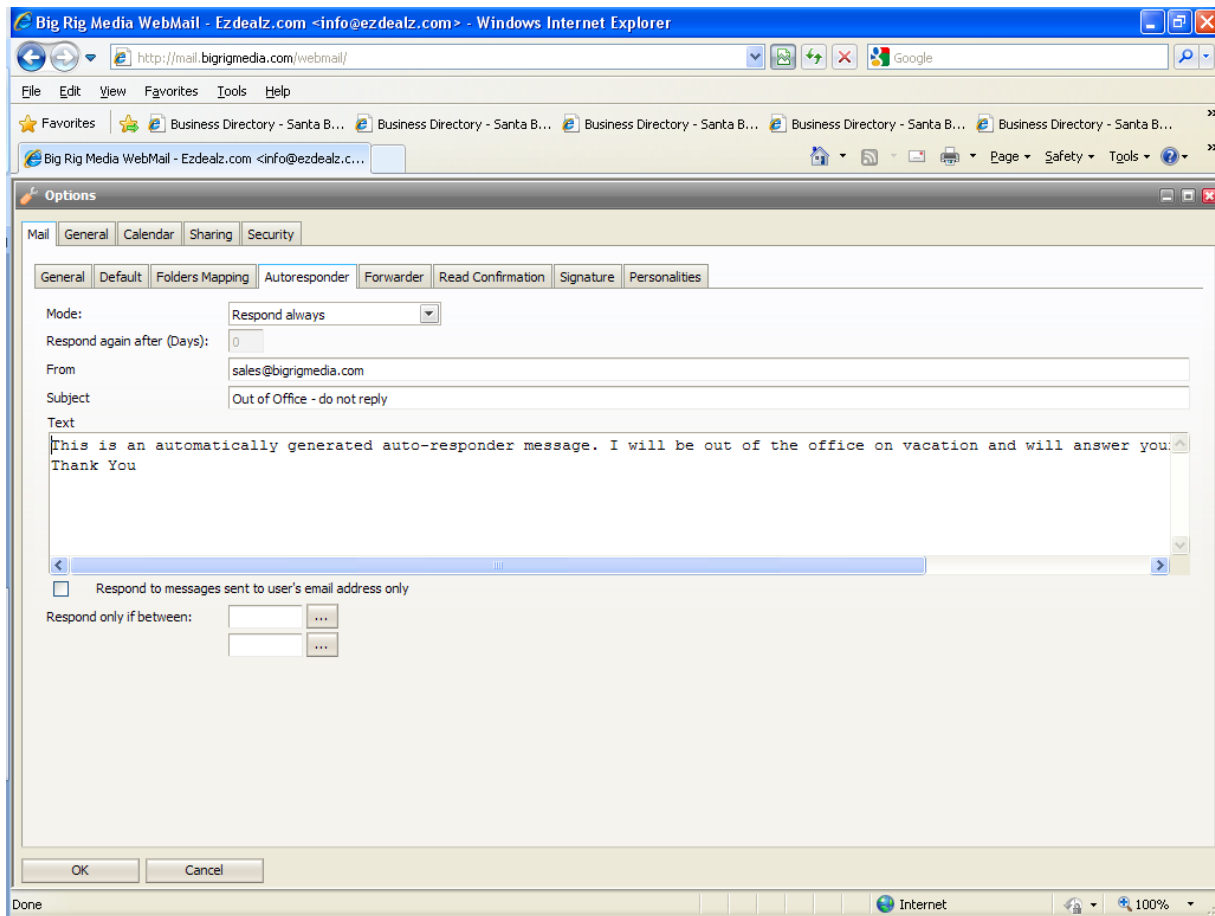 Big Rig Media WebMail - Ezdealz.com <info@ezdealz.com> - Windows Internet Explorer
http://mail.bigrigmedia.com/webmail/
Google
File Edit View Favorites Tools Help
Favorites Business Directory - Santa B... Business Directory - Santa B... Business Directory - Santa B... Business Directory - Santa B... Business Directory - Santa B...
Big Rig Media WebMail - Ezdealz.com <info@ezdealz.c... Page Safety Tools
Options
Mail General Calendar Sharing Security
General Default Folders Mapping Autoresponder Forwarder Read Confirmation Signature Personalities
Mode: Respond always
Respond again after (Days): 0
From sales@bigrigmedia.com
Subject Out of Office - do not reply
Text
This is an automatically generated auto-responder message. I will be out of the office on vacation and will answer you
Thank You
Respond to messages sent to user's email address only
Respond only if between: ...
...
OK Cancel
Done Internet 100%